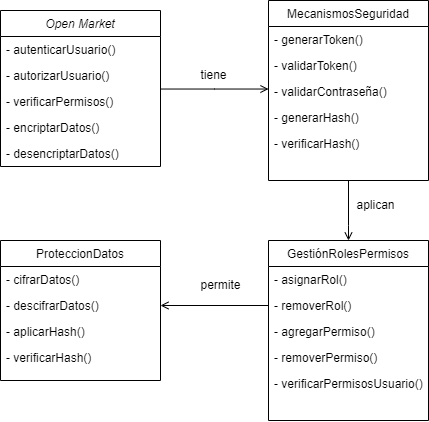 Open Market
- autenticarUsuario()
- autorizarUsuario()
- verificarPermisos()
- encriptarDatos()
- desencriptarDatos()
tiene
MecanismosSeguridad
- generarToken()
- validarToken()
- validarContraseña()
- generarHash()
- verificarHash()
aplican
ProteccionDatos
- cifrarDatos()
- descifrarDatos()
- aplicarHash()
- verificarHash()
permite
GestiónRolesPermisos
- asignarRol()
- removerRol()
- agregarPermiso()
- removerPermiso()
- verificarPermisosUsuario()